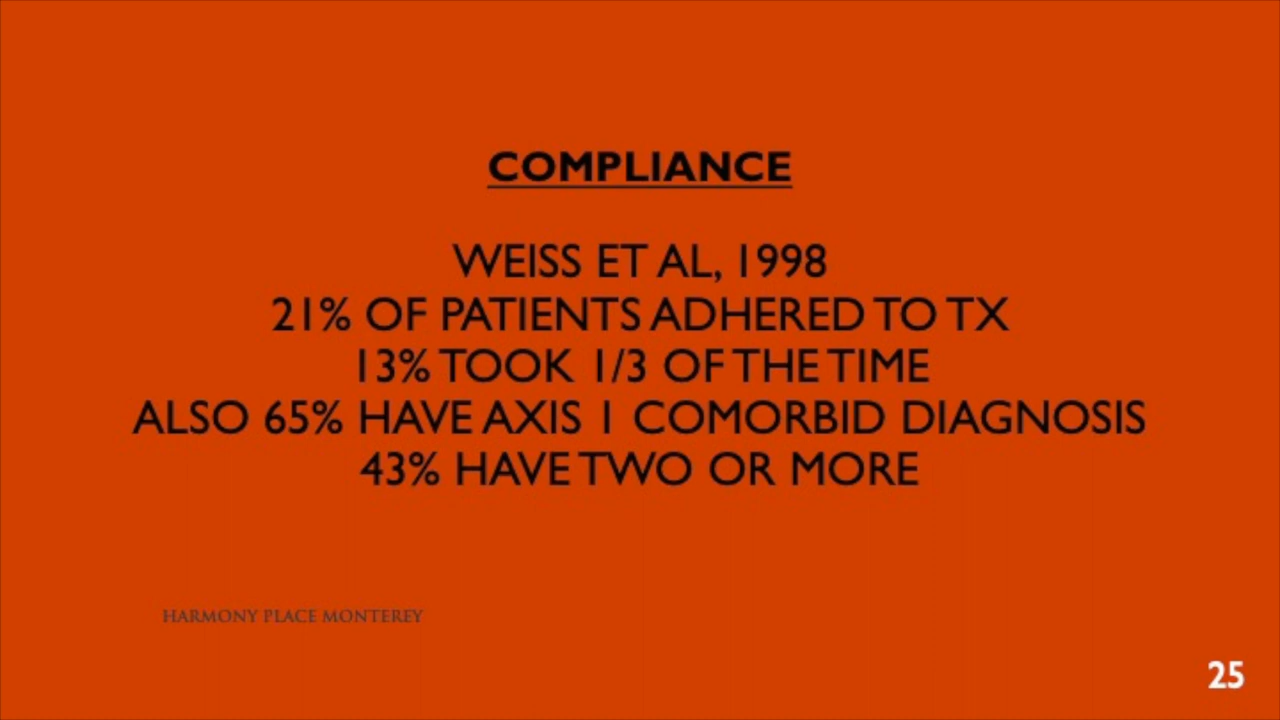 COMPLIANCE
WEISS ET AL, 1998
21% OF PATIENTS ADHERED TO TX
13% TOOK 1/3 OF THE TIME
ALSO 65% HAVE AXIS 1 COMORBID DIAGNOSIS
43% HAVE TWO OR MORE
HARMONY PLACE MONTEREY
25